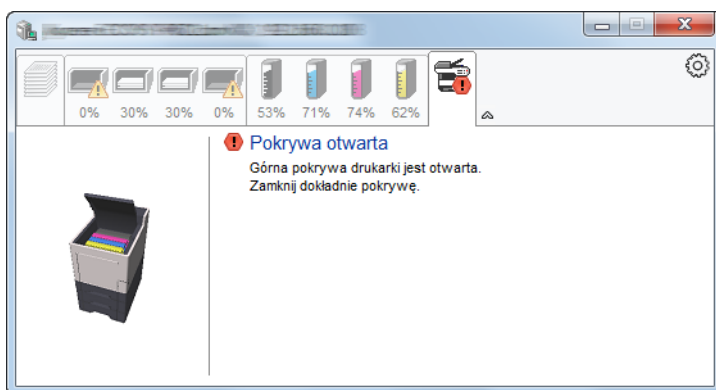 0% 30% 30% 0% 53% 71% 74% 62%
Pokrywa otwarta
Górna pokrywa drukarki jest otwarta.
Zamknij dokładnie pokrywę.